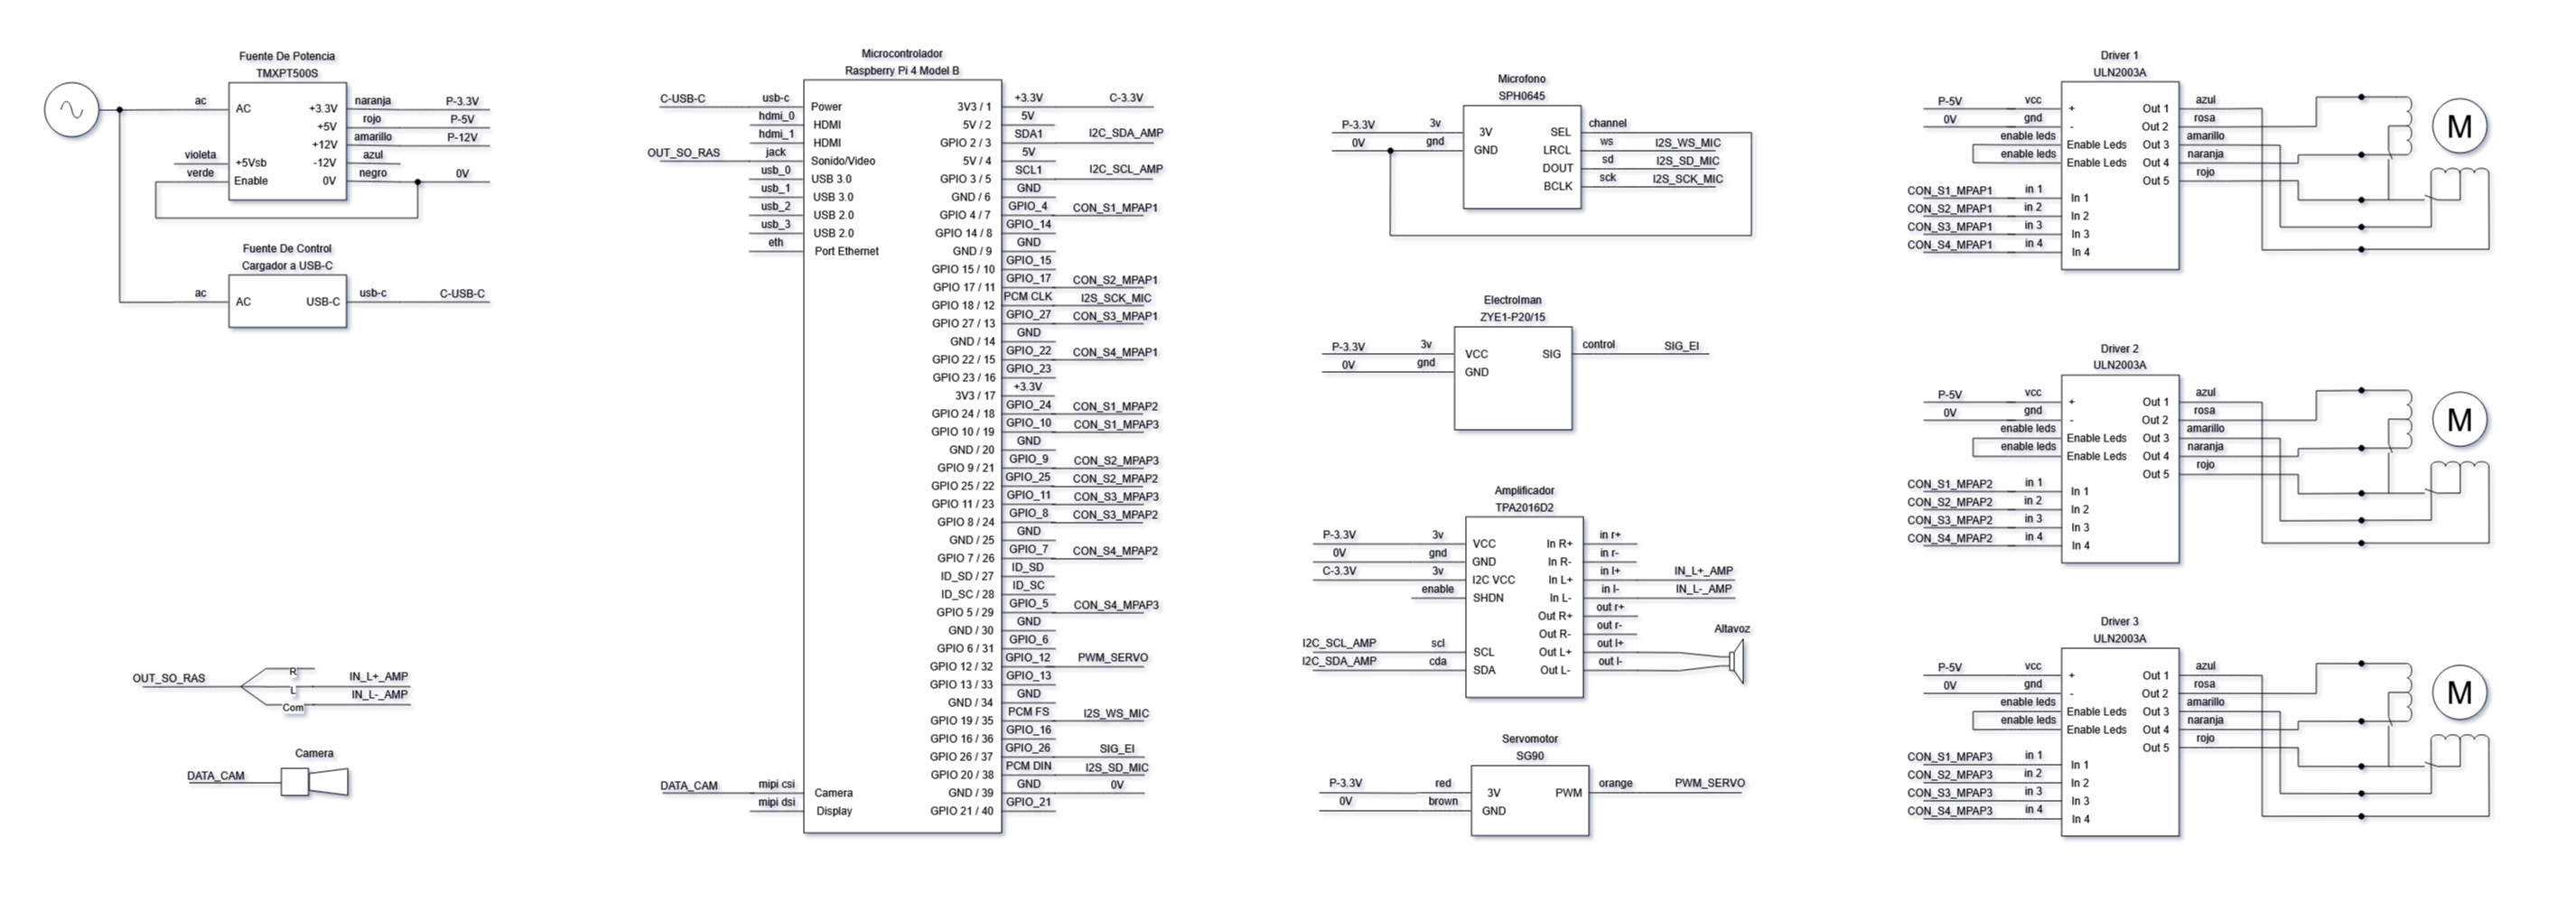 Fuente De Potencia
TMXPT500S
ac
AC
+3.3V
naranja
P-3.3V
+5V
rojo
P-5V
+12V
amarillo
P-12V
violeta
+5Vsb
-12V
azul
verde
Enable
0V
negro
0V
Fuente De Control
Cargador a USB-C
ac
AC
USB-C
usb-c
C-USB-C
OUT_SO_RAS
R
L
IN_L+_AMP
IN_L-_AMP
Com
Camera
DATA_CAM
Microcontrolador
Raspberry Pi 4 Model B
C-USB-C
usb-c
Power
hdmi_0
HDMI
hdmi_1
HDMI
OUT_SO_RAS
jack
Sonido/Video
usb_0
USB 3.0
usb_1
USB 3.0
usb_2
USB 2.0
usb_3
USB 2.0
eth
Port Ethernet
DATA_CAM
mipi csi
Camera
mipi dsi
Display
3V3 / 1
+3.3V
C-3.3V
5V / 2
5V
GPIO 2 / 3
SDA1
I2C_SDA_AMP
5V / 4
5V
GPIO 3 / 5
SCL1
I2C_SCL_AMP
GND / 6
GND
GPIO 4 / 7
GPIO_4
CON_S1_MPAP1
GPIO 14 / 8
GPIO_14
GND / 9
GND
GPIO 15 / 10
GPIO_15
GPIO 17 / 11
GPIO_17
CON_S2_MPAP1
GPIO 18 / 12
PCM CLK
I2S_SCK_MIC
GPIO 27 / 13
GPIO_27
CON_S3_MPAP1
GND / 14
GND
GPIO 22 / 15
GPIO_22
CON_S4_MPAP1
GPIO 23 / 16
GPIO_23
3V3 / 17
+3.3V
GPIO 24 / 18
GPIO_24
CON_S1_MPAP2
GPIO 10 / 19
GPIO_10
CON_S1_MPAP3
GND / 20
GND
GPIO 9 / 21
GPIO_9
CON_S2_MPAP3
GPIO 25 / 22
GPIO_25
CON_S2_MPAP2
GPIO 11 / 23
GPIO_11
CON_S3_MPAP3
GPIO 8 / 24
GPIO_8
CON_S3_MPAP2
GND / 25
GND
GPIO 7 / 26
GPIO_7
CON_S4_MPAP2
ID_SD / 27
ID_SD
ID_SC / 28
ID_SC
GPIO 5 / 29
GPIO_5
CON_S4_MPAP3
GND / 30
GND
GPIO 6 / 31
GPIO_6
GPIO 12 / 32
GPIO_12
PWM_SERVO
GPIO 13 / 33
GPIO_13
GND / 34
GND
GPIO 19 / 35
PCM FS
I2S_WS_MIC
GPIO 16 / 36
GPIO_16
GPIO 26 / 37
GPIO_26
SIG_EI
GPIO 20 / 38
PCM DIN
I2S_SD_MIC
GND / 39
GND
0V
GPIO 21 / 40
GPIO_21
Microfono
SPH0645
P-3.3V
3v
3V
0V
gnd
GND
SEL
channel
LRCL
ws
I2S_WS_MIC
DOUT
sd
I2S_SD_MIC
BCLK
sck
I2S_SCK_MIC
ElectroIman
ZYE1-P20/15
P-3.3V
3v
VCC
0V
gnd
GND
SIG
control
SIG_EI
Amplificador
TPA2016D2
P-3.3V
3v
VCC
0V
gnd
GND
C-3.3V
3v
I2C VCC
enable
SHDN
I2C_SCL_AMP
scl
SCL
I2C_SDA_AMP
cda
SDA
In R+
in r+
In R-
in r-
In L+
in l+
IN_L+_AMP
In L-
in l-
IN_L-_AMP
Out R+
out r+
Out R-
out r-
Out L+
out l+
Out L-
out l-
Altavoz
Servomotor
SG90
P-3.3V
red
3V
0V
brown
GND
PWM
orange
PWM_SERVO
Driver 1
ULN2003A
P-5V
vcc
+
0V
gnd
-
enable leds
Enable Leds
enable leds
Enable Leds
CON_S1_MPAP1
in 1
In 1
CON_S2_MPAP1
in 2
In 2
CON_S3_MPAP1
in 3
In 3
CON_S4_MPAP1
in 4
In 4
Out 1
azul
Out 2
rosa
Out 3
amarillo
Out 4
naranja
Out 5
rojo
M
Driver 2
ULN2003A
P-5V
vcc
+
0V
gnd
-
enable leds
Enable Leds
enable leds
Enable Leds
CON_S1_MPAP2
in 1
In 1
CON_S2_MPAP2
in 2
In 2
CON_S3_MPAP2
in 3
In 3
CON_S4_MPAP2
in 4
In 4
Out 1
azul
Out 2
rosa
Out 3
amarillo
Out 4
naranja
Out 5
rojo
M
Driver 3
ULN2003A
P-5V
vcc
+
0V
gnd
-
enable leds
Enable Leds
enable leds
Enable Leds
CON_S1_MPAP3
in 1
In 1
CON_S2_MPAP3
in 2
In 2
CON_S3_MPAP3
in 3
In 3
CON_S4_MPAP3
in 4
In 4
Out 1
azul
Out 2
rosa
Out 3
amarillo
Out 4
naranja
Out 5
rojo
M